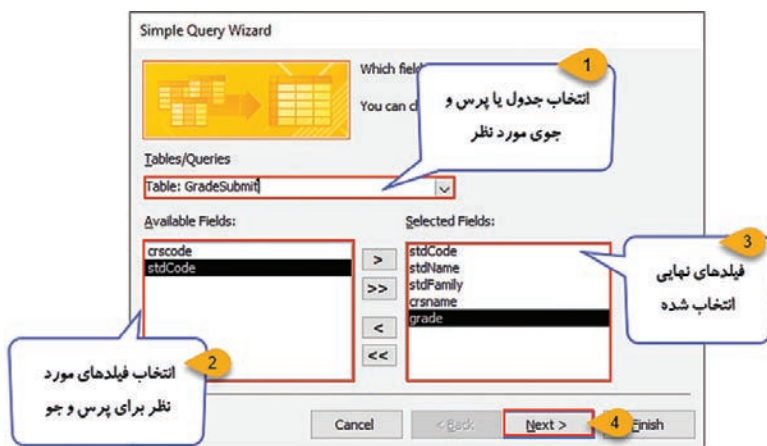 Simple Query Wizard
Which
You can
1
انتخاب جدول یا پرس و
جوی مورد نظر
Tables/Queries
Table: GradeSubmit
Available Fields:
crscode
stdCode
>
>>
<
<<
Selected Fields:
stdCode
stdName
stdFamily
crsname
grade
3
فیلدهای نهایی
انتخاب شده
2
انتخاب فیلدهای مورد
نظر برای پرس و جو
Cancel
< Back
Next >
4
Finish